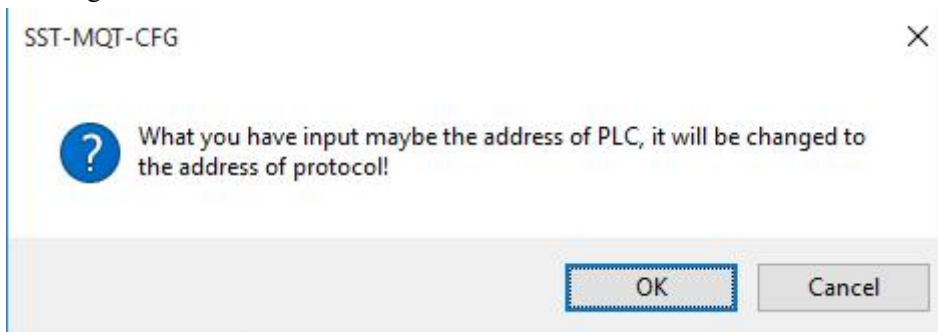 SST-MQT-CFG
What you have input maybe the address of PLC, it will be changed to
the address of protocol!
OK
Cancel